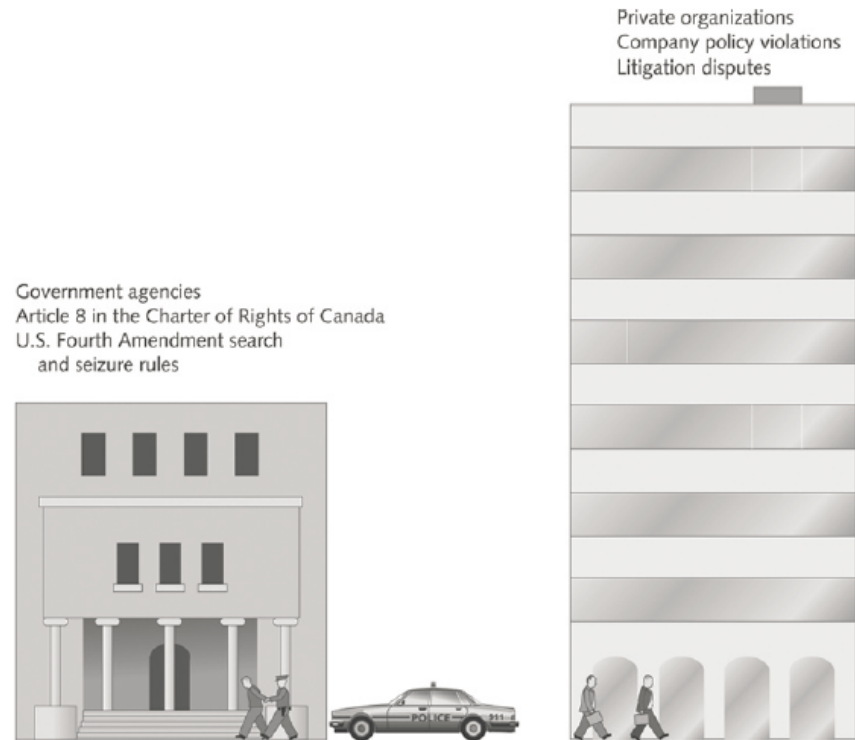 Private organizations
Company policy violations
Litigation disputes
Government agencies
Article 8 in the Charter of Rights of Canada
U.S. Fourth Amendment search
and seizure rules
POLICE
911